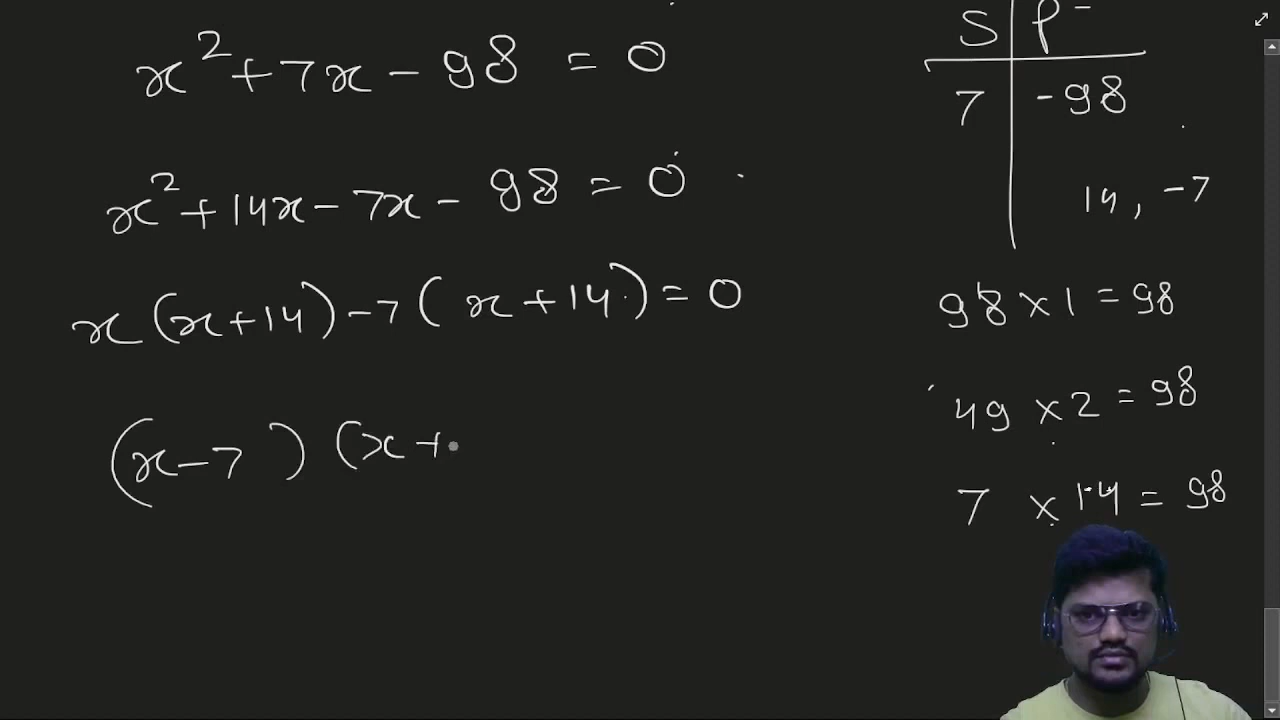 x² + 7x - 98 = 0
x² + 14x - 7x - 98 = 0
x (x + 14) - 7 ( x + 14 ) = 0
(x - 7 ) (x +
S | P
7 | - 98
14 , -7
98 x 1 = 98
49 x 2 = 98
7 x 14 = 98